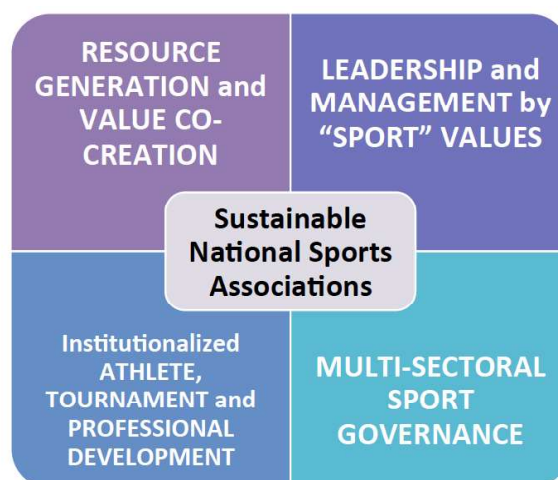 RESOURCE
GENERATION and
VALUE CO-
CREATION
LEADERSHIP and
MANAGEMENT by
“SPORT” VALUES
Sustainable
National Sports
Associations
Institutionalized
ATHLETE,
TOURNAMENT and
PROFESSIONAL
DEVELOPMENT
MULTI-SECTORAL
SPORT
GOVERNANCE